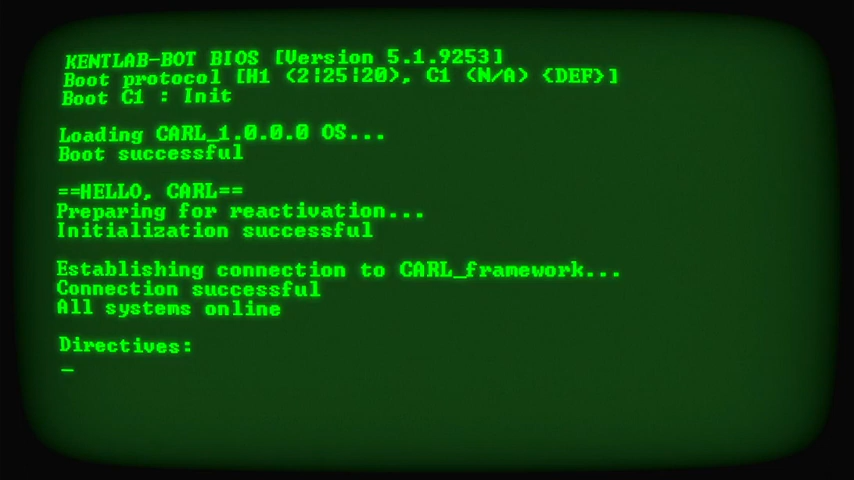 KENTLAB-BOT BIOS [Version 5.1.9253]
Boot protocol [H1 (2¦25¦20), C1 (N/A) {DEF}]
Boot C1 : Init
Loading CARL_1.0.0.0 OS...
Boot successful
==HELLO, CARL==
Preparing for reactivation...
Initialization successful
Establishing connection to CARL_framework...
Connection successful
All systems online
Directives:
_